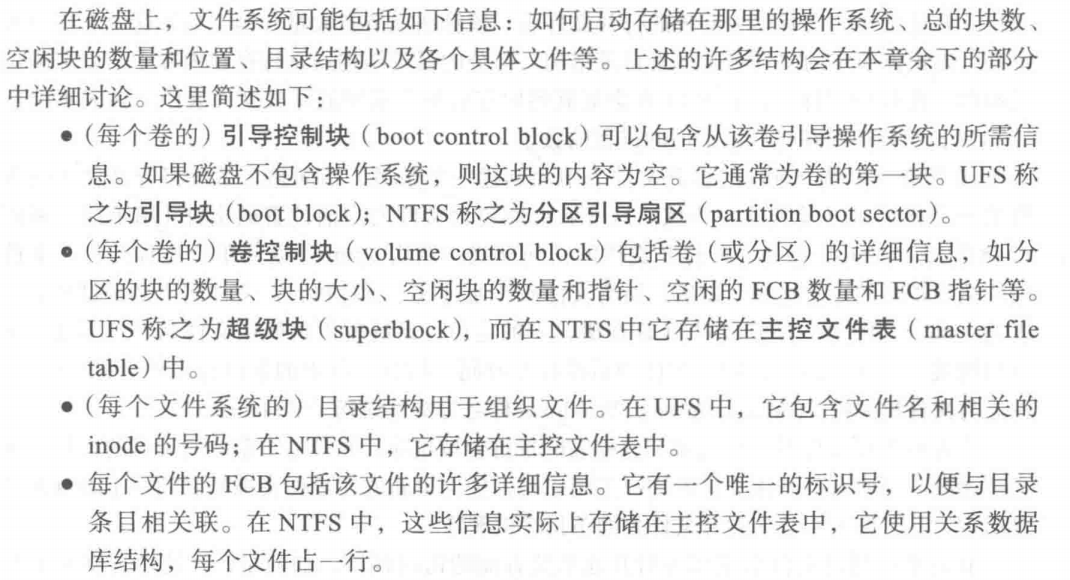 在磁盘上，文件系统可能包括如下信息：如何启动存储在那里的操作系统、总的块数、
空闲块的数量和位置、目录结构以及各个具体文件等。上述的许多结构会在本章余下的部分
中详细讨论。这里简述如下：
●（每个卷的）引导控制块（boot control block）可以包含从该卷引导操作系统的所需信
息。如果磁盘不包含操作系统，则这块的内容为空。它通常为卷的第一块。UFS 称
之为引导块（boot block）；NTFS 称之为分区引导扇区（partition boot sector）。
●（每个卷的）卷控制块（volume control block）包括卷（或分区）的详细信息，如分
区的块的数量、块的大小、空闲块的数量和指针、空闲的 FCB 数量和 FCB 指针等。
UFS 称之为超级块（superblock），而在 NTFS 中它存储在主控文件表（master file
table）中。
●（每个文件系统的）目录结构用于组织文件。在 UFS 中，它包含文件名和相关的
inode 的号码；在 NTFS 中，它存储在主控文件表中。
● 每个文件的 FCB 包括该文件的许多详细信息。它有一个唯一的标识号，以便与目录
条目相关联。在 NTFS 中，这些信息实际上存储在主控文件表中，它使用关系数据
库结构，每个文件占一行。